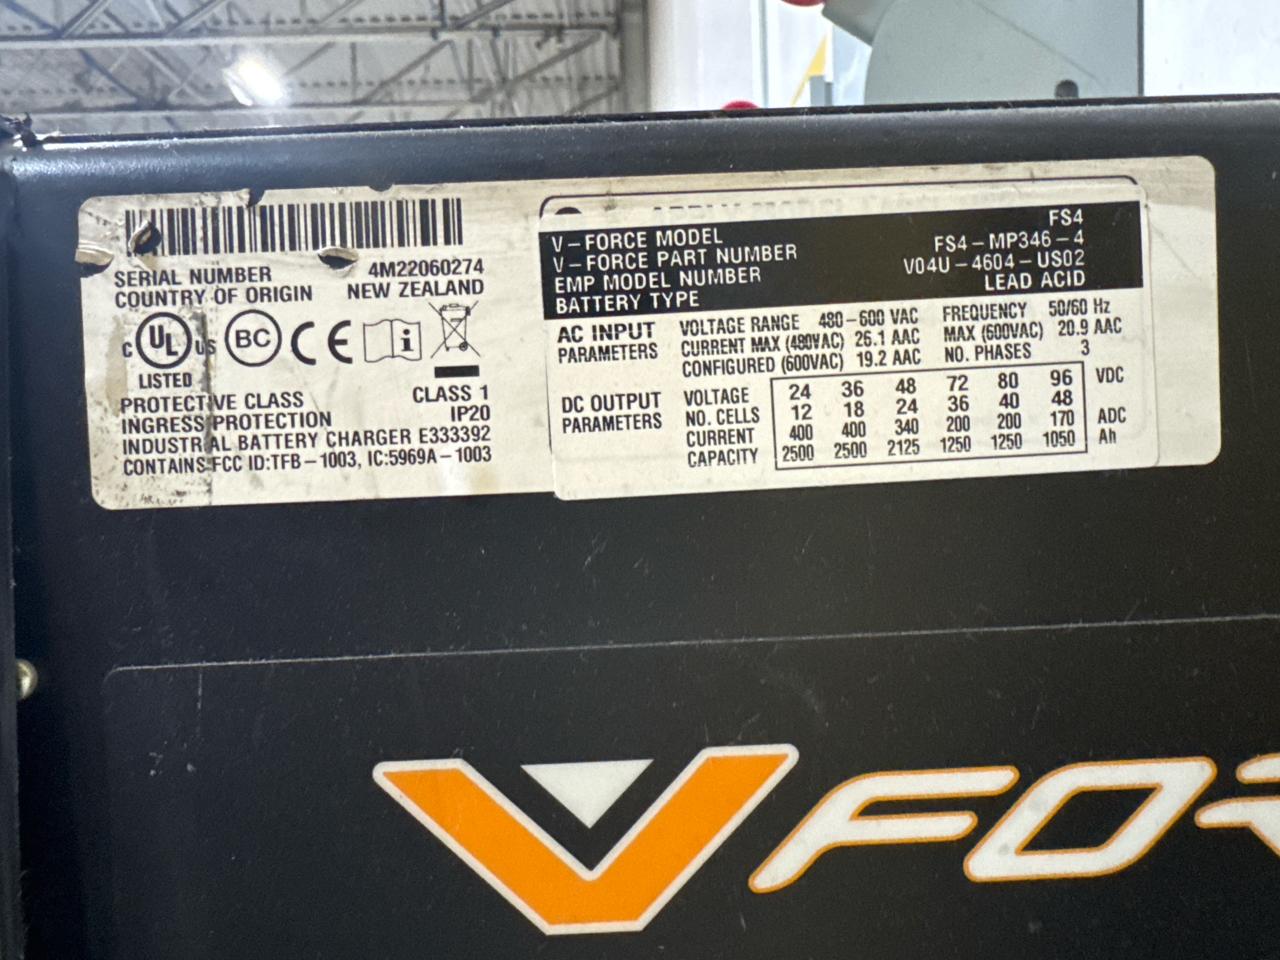 SERIAL NUMBER 4M22060274
COUNTRY OF ORIGIN NEW ZEALAND
C UL US BC CE i
LISTED
PROTECTIVE CLASS CLASS 1
INGRESS PROTECTION IP20
INDUSTRIAL BATTERY CHARGER E333392
CONTAINS FCC ID:TFB-1003, IC:5969A-1003
V-FORCE MODEL FS4
V-FORCE PART NUMBER FS4-MP346-4
EMP MODEL NUMBER V04U-4604-US02
BATTERY TYPE LEAD ACID
AC INPUT PARAMETERS
VOLTAGE RANGE 480-600 VAC FREQUENCY 50/60 Hz
CURRENT MAX (480VAC) 26.1 AAC MAX (600VAC) 20.9 AAC
CONFIGURED (600VAC) 19.2 AAC NO. PHASES 3
DC OUTPUT PARAMETERS
VOLTAGE 24 36 48 72 80 96 VDC
NO. CELLS 12 18 24 36 40 48
CURRENT 400 400 340 200 200 170 ADC
CAPACITY 2500 2500 2125 1250 1250 1050 Ah
V FOR